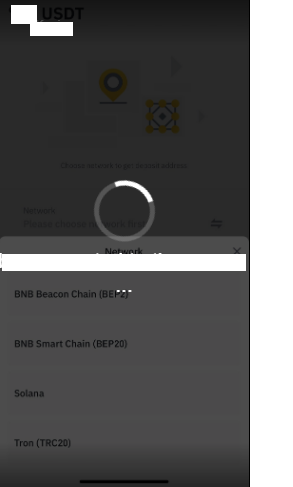 USDT
Choose network to get deposit address
Network
Please choose network first
Network
...
BNB Beacon Chain (BEP2)
BNB Smart Chain (BEP20)
Solana
Tron (TRC20)